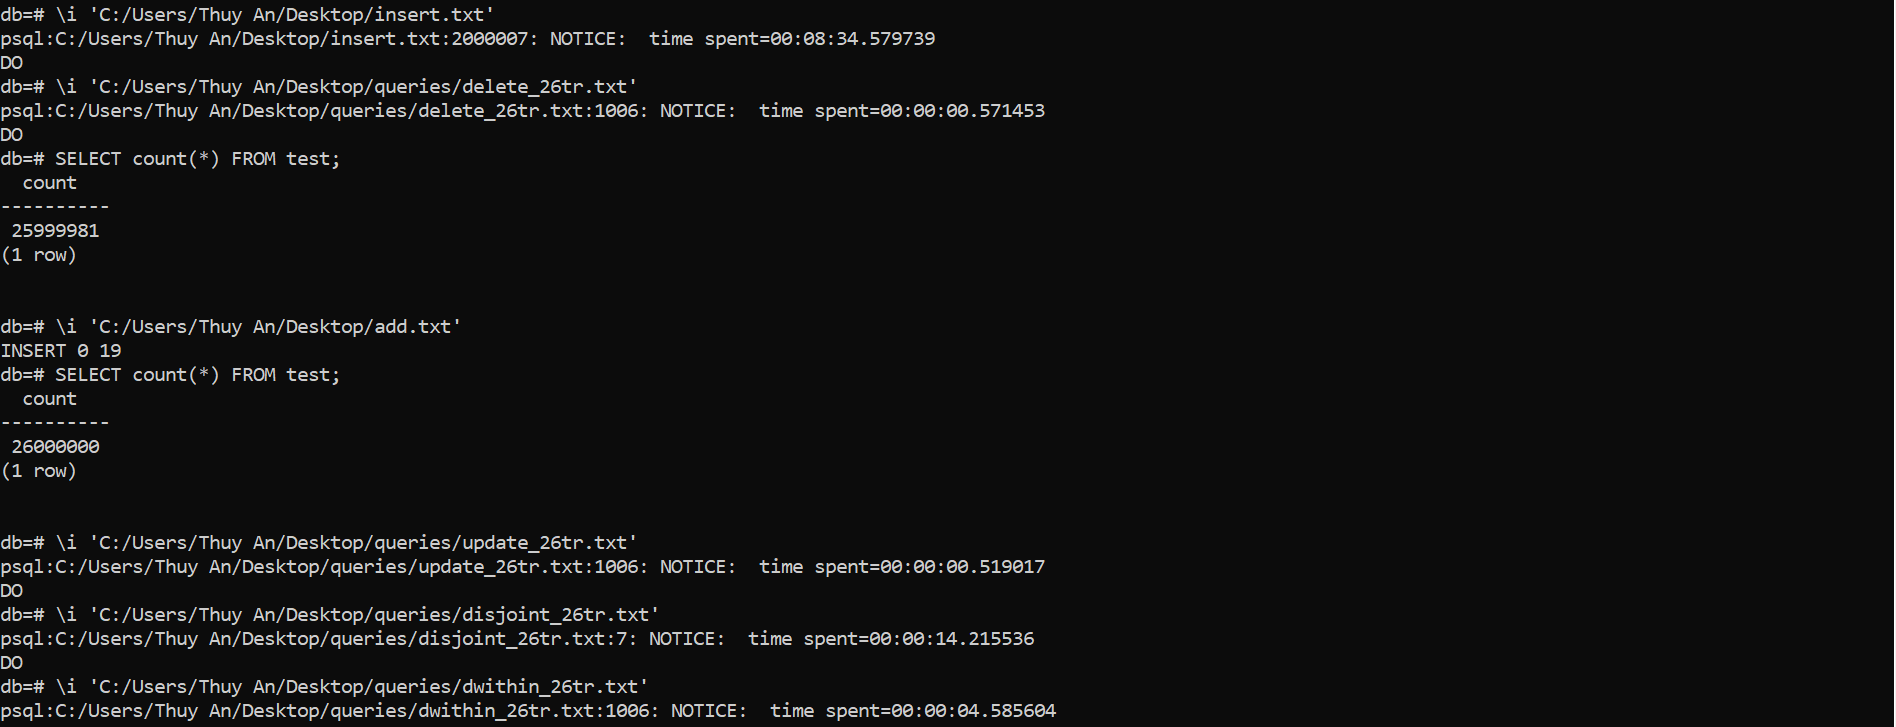 db=# \i 'C:/Users/Thuy An/Desktop/insert.txt'
psql:C:/Users/Thuy An/Desktop/insert.txt:2000007: NOTICE:  time spent=00:08:34.579739
DO
db=# \i 'C:/Users/Thuy An/Desktop/queries/delete_26tr.txt'
psql:C:/Users/Thuy An/Desktop/queries/delete_26tr.txt:1006: NOTICE:  time spent=00:00:00.571453
DO
db=# SELECT count(*) FROM test;
  count
----------
 25999981
(1 row)


db=# \i 'C:/Users/Thuy An/Desktop/add.txt'
INSERT 0 19
db=# SELECT count(*) FROM test;
  count
----------
 26000000
(1 row)


db=# \i 'C:/Users/Thuy An/Desktop/queries/update_26tr.txt'
psql:C:/Users/Thuy An/Desktop/queries/update_26tr.txt:1006: NOTICE:  time spent=00:00:00.519017
DO
db=# \i 'C:/Users/Thuy An/Desktop/queries/disjoint_26tr.txt'
psql:C:/Users/Thuy An/Desktop/queries/disjoint_26tr.txt:7: NOTICE:  time spent=00:00:14.215536
DO
db=# \i 'C:/Users/Thuy An/Desktop/queries/dwithin_26tr.txt'
psql:C:/Users/Thuy An/Desktop/queries/dwithin_26tr.txt:1006: NOTICE:  time spent=00:00:04.585604